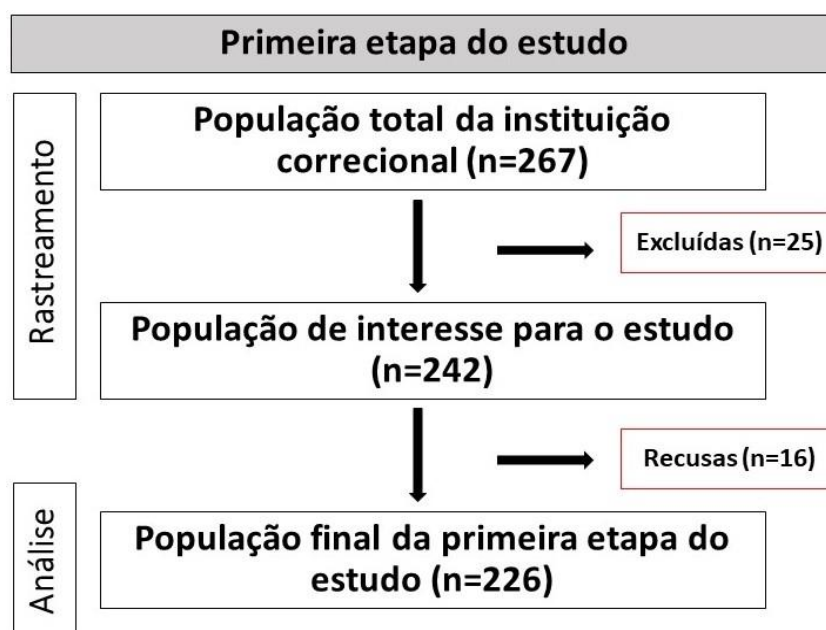 Primeira etapa do estudo
Rastreamento
População total da instituição
correcional (n=267)
Excluídas (n=25)
População de interesse para o estudo
(n=242)
Recusas (n=16)
Análise
População final da primeira etapa do
estudo (n=226)